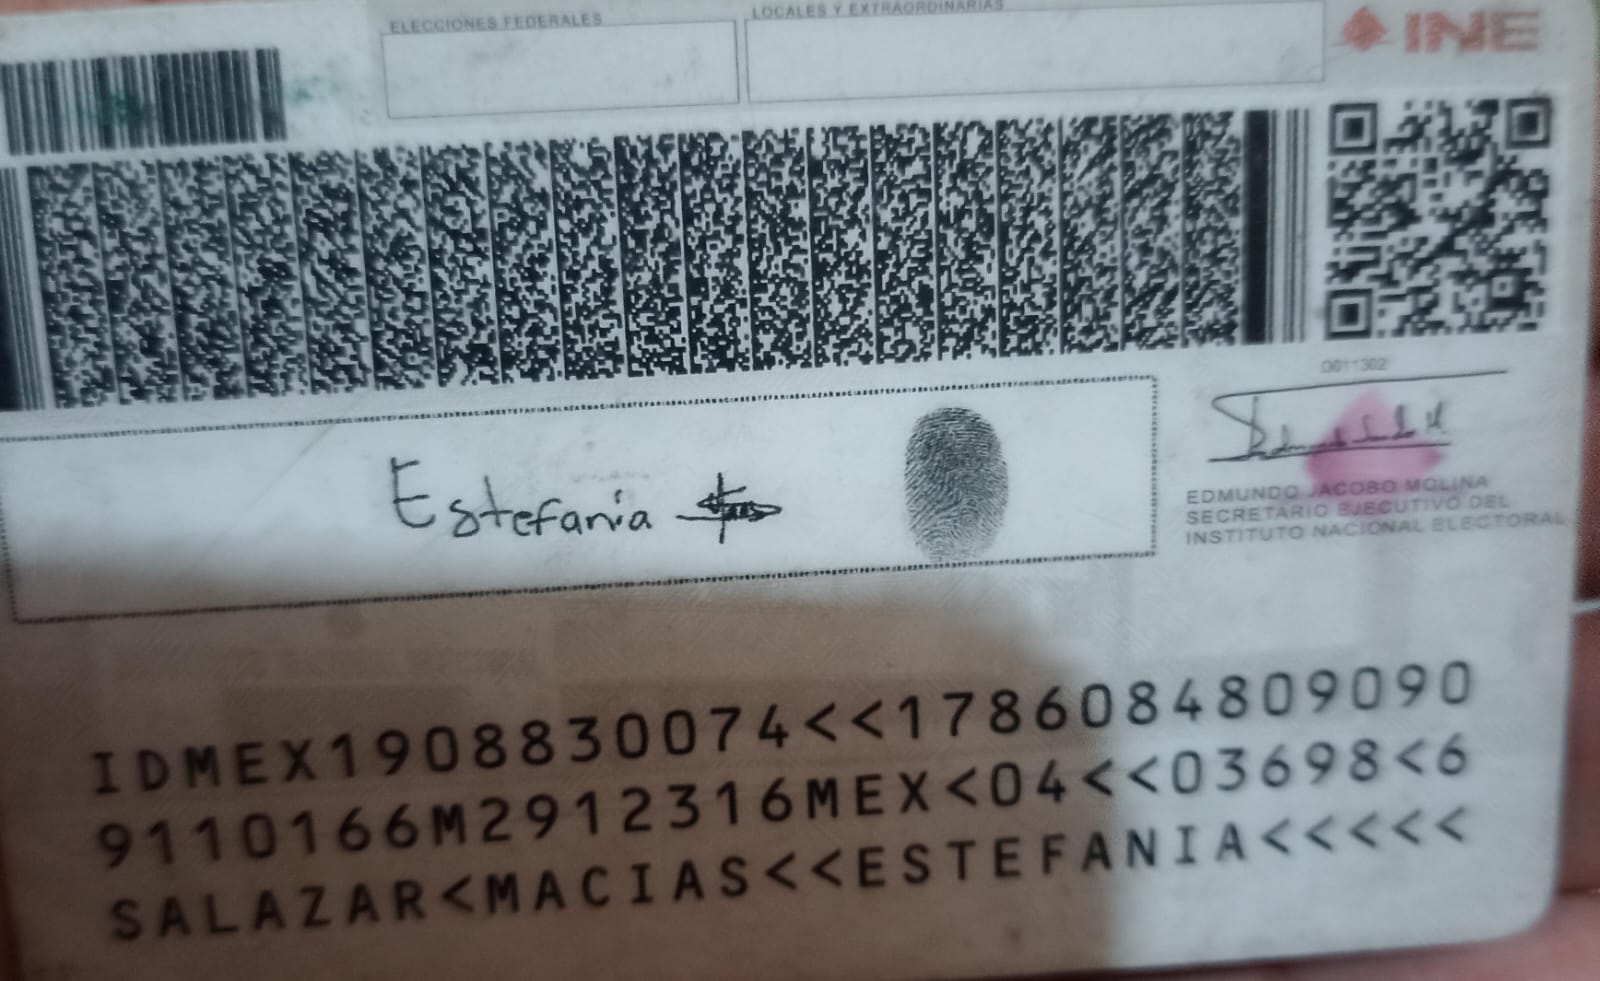 ELECCIONES FEDERALES
LOCALES Y EXTRAORDINARIAS
INE
0011302
Estefania
EDMUNDO JACOBO MOLINA
SECRETARIO EJECUTIVO DEL
INSTITUTO NACIONAL ELECTORAL
IDMEX1908830074<<1786084809090
9110166M2912316MEX<04<<03698<6
SALAZAR<MACIAS<<ESTEFANIA<<<<<